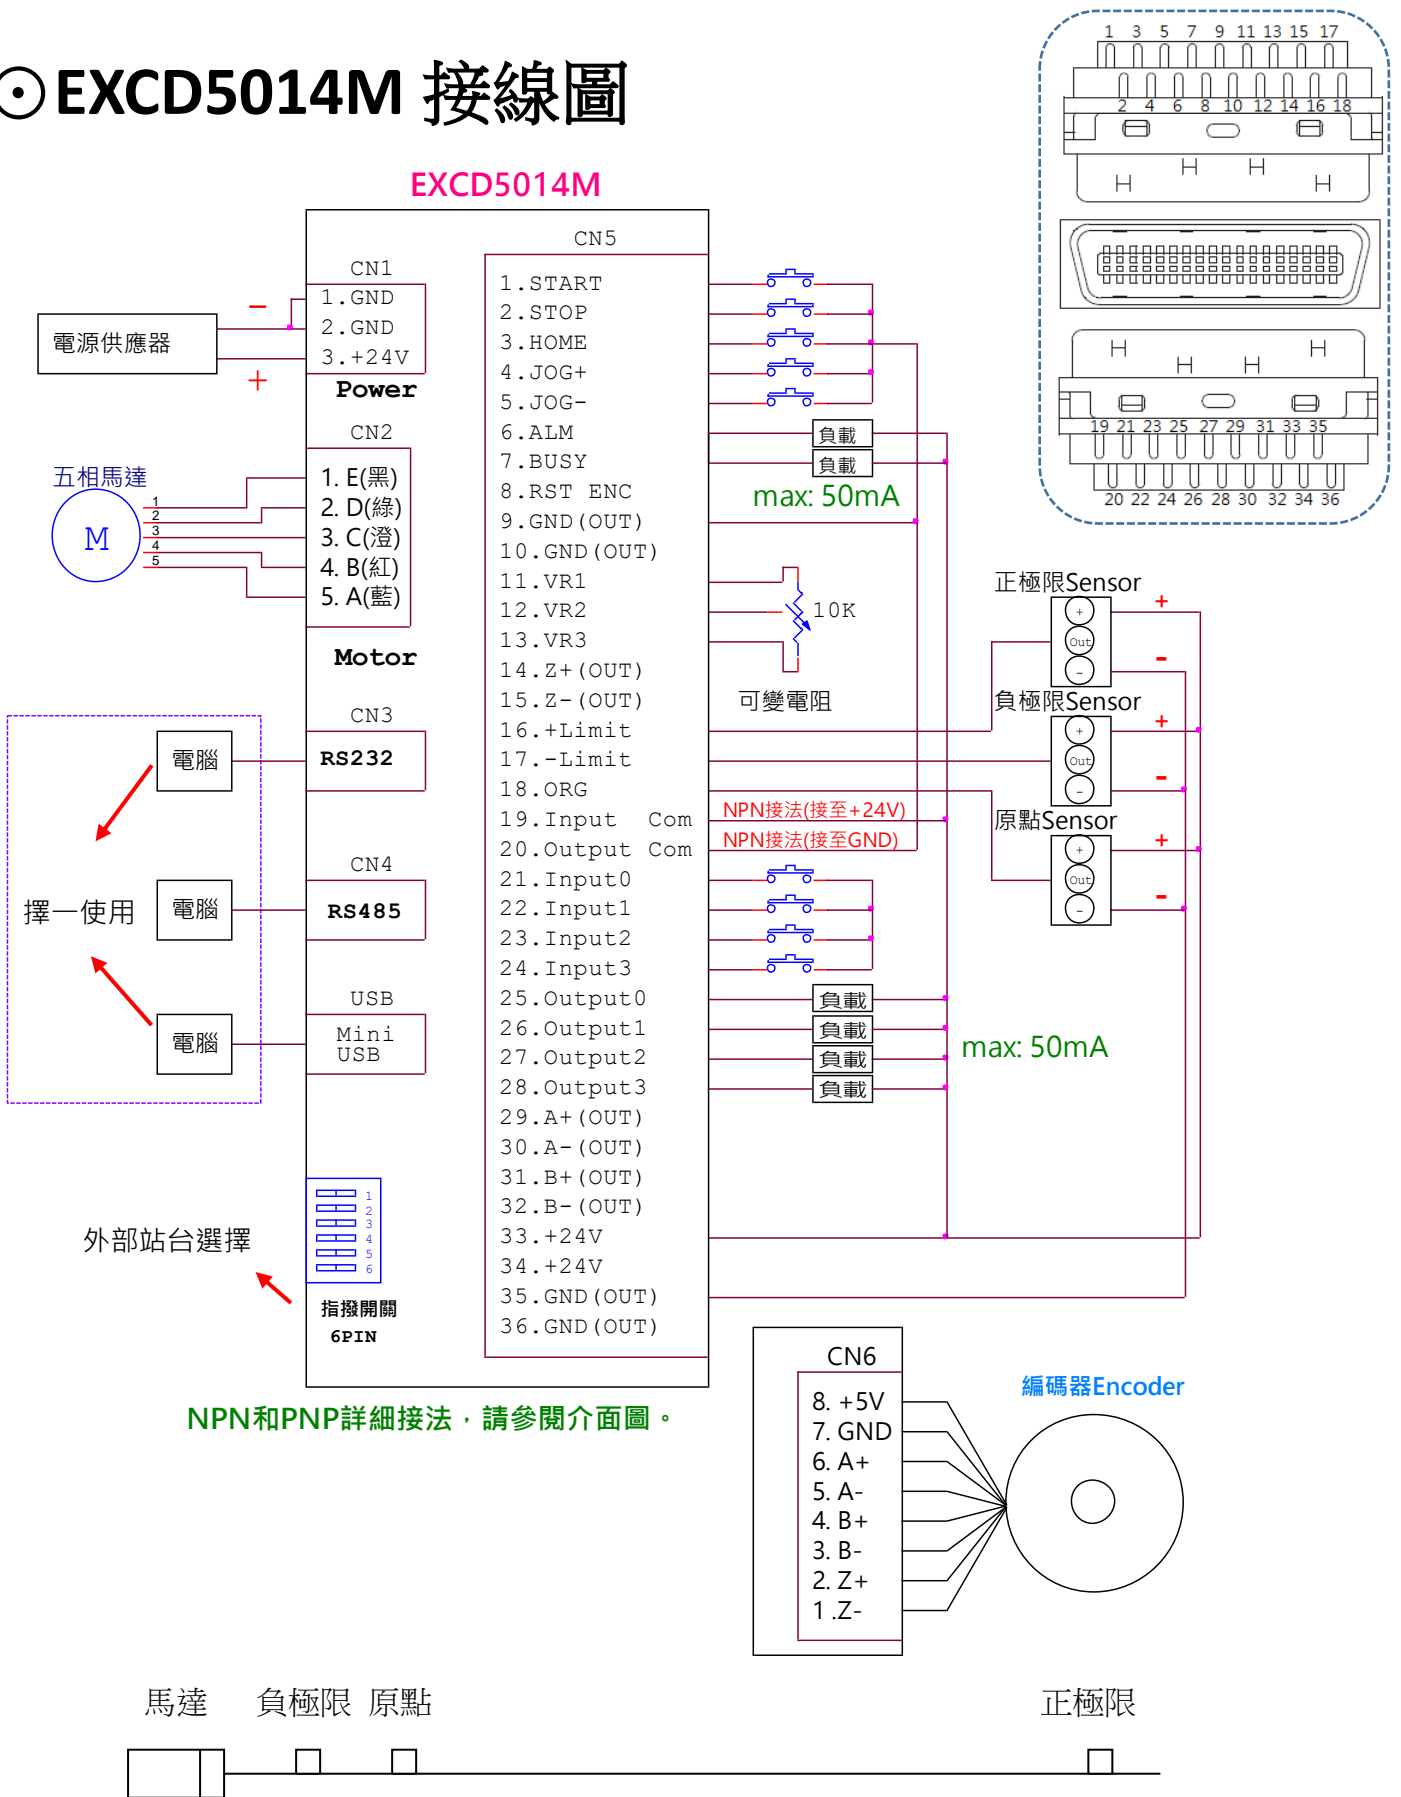 ⊙EXCD5014M 接線圖
1 3 5 7 9 11 13 15 17
2 4 6 8 10 12 14 16 18
19 21 23 25 27 29 31 33 35
20 22 24 26 28 30 32 34 36
EXCD5014M
CN1
1.GND
2.GND
3.+24V
Power
電源供應器
−
+
CN2
1. E(黑)
2. D(綠)
3. C(澄)
4. B(紅)
5. A(藍)
Motor
五相馬達
M
1
2
3
4
5
CN3
RS232
電腦
CN4
RS485
電腦
擇一使用
USB
Mini
USB
電腦
1
2
3
4
5
6
外部站台選擇
指撥開關
6PIN
CN5
1.START
2.STOP
3.HOME
4.JOG+
5.JOG-
6.ALM
7.BUSY
8.RST ENC
9.GND(OUT)
10.GND(OUT)
11.VR1
12.VR2
13.VR3
14.Z+(OUT)
15.Z-(OUT)
16.+Limit
17.-Limit
18.ORG
19.Input Com
20.Output Com
21.Input0
22.Input1
23.Input2
24.Input3
25.Output0
26.Output1
27.Output2
28.Output3
29.A+(OUT)
30.A-(OUT)
31.B+(OUT)
32.B-(OUT)
33.+24V
34.+24V
35.GND(OUT)
36.GND(OUT)
負載
負載
max: 50mA
10K
可變電阻
NPN接法(接至+24V)
NPN接法(接至GND)
負載
負載
負載
負載
max: 50mA
正極限Sensor
+
Out
-
+
-
負極限Sensor
+
Out
-
+
-
原點Sensor
+
Out
-
+
-
NPN和PNP詳細接法，請參閱介面圖。
CN6
8. +5V
7. GND
6. A+
5. A-
4. B+
3. B-
2. Z+
1 .Z-
編碼器Encoder
馬達 負極限 原點 正極限